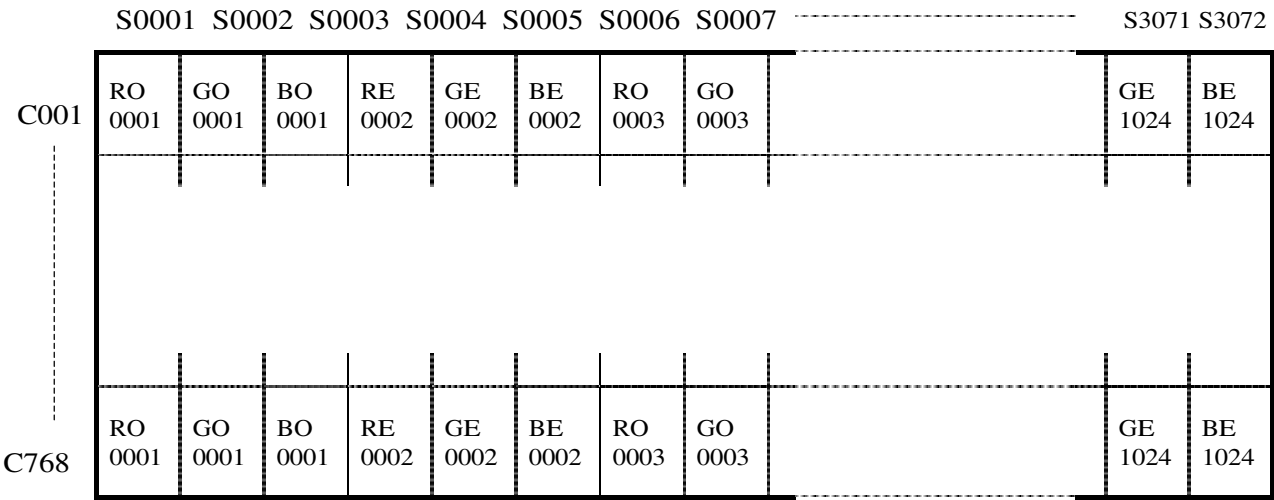 S0001 S0002 S0003 S0004 S0005 S0006 S0007 S3071 S3072
C001
RO GO BO RE GE BE RO GO GE BE
0001 0001 0001 0002 0002 0002 0003 0003 1024 1024
RO GO BO RE GE BE RO GO GE BE
0001 0001 0001 0002 0002 0002 0003 0003 1024 1024
C768